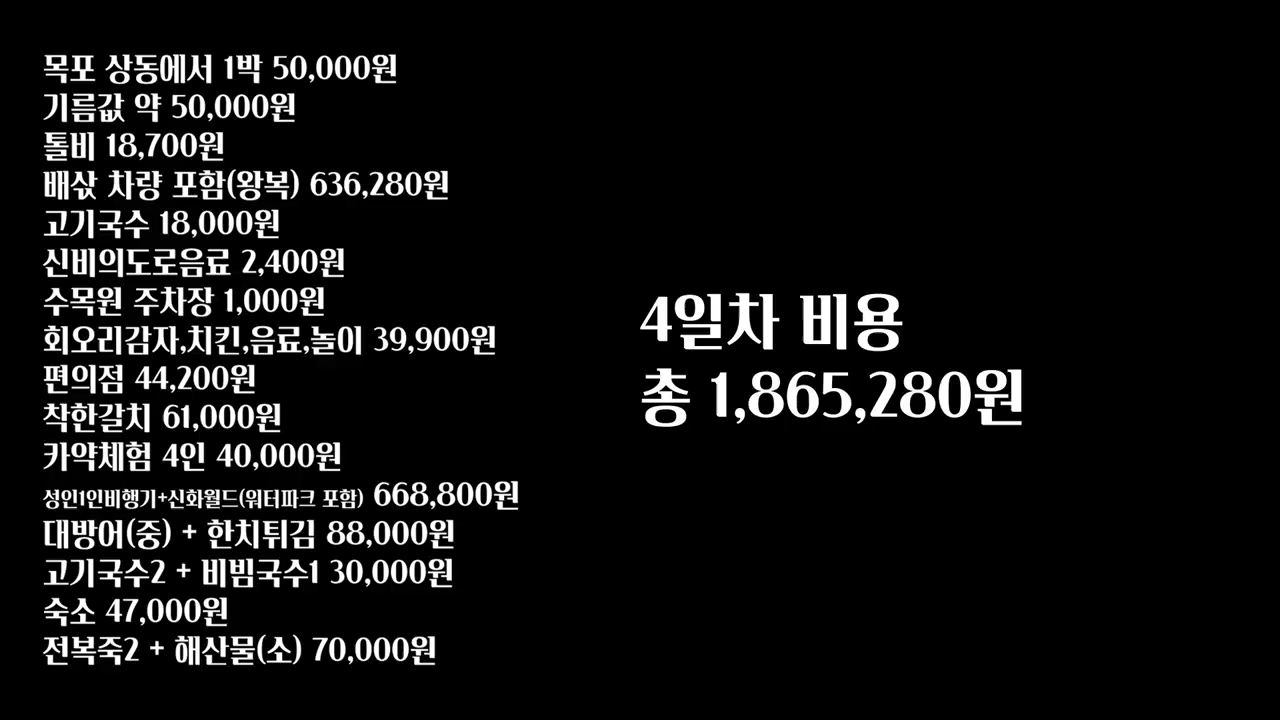 목포 상동에서 1박 50,000원
기름값 약 50,000원
톨비 18,700원
배삯 차량 포함(왕복) 636,280원
고기국수 18,000원
신비의도로음료 2,400원
수목원 주차장 1,000원
회오리감자,치킨,음료,놀이 39,900원
편의점 44,200원
착한갈치 61,000원
카약체험 4인 40,000원
성인1인비행기+신화월드(워터파크 포함) 668,800원
대방어(중) + 한치튀김 88,000원
고기국수2 + 비빔국수1 30,000원
숙소 47,000원
전복죽2 + 해산물(소) 70,000원
4일차 비용
총 1,865,280원